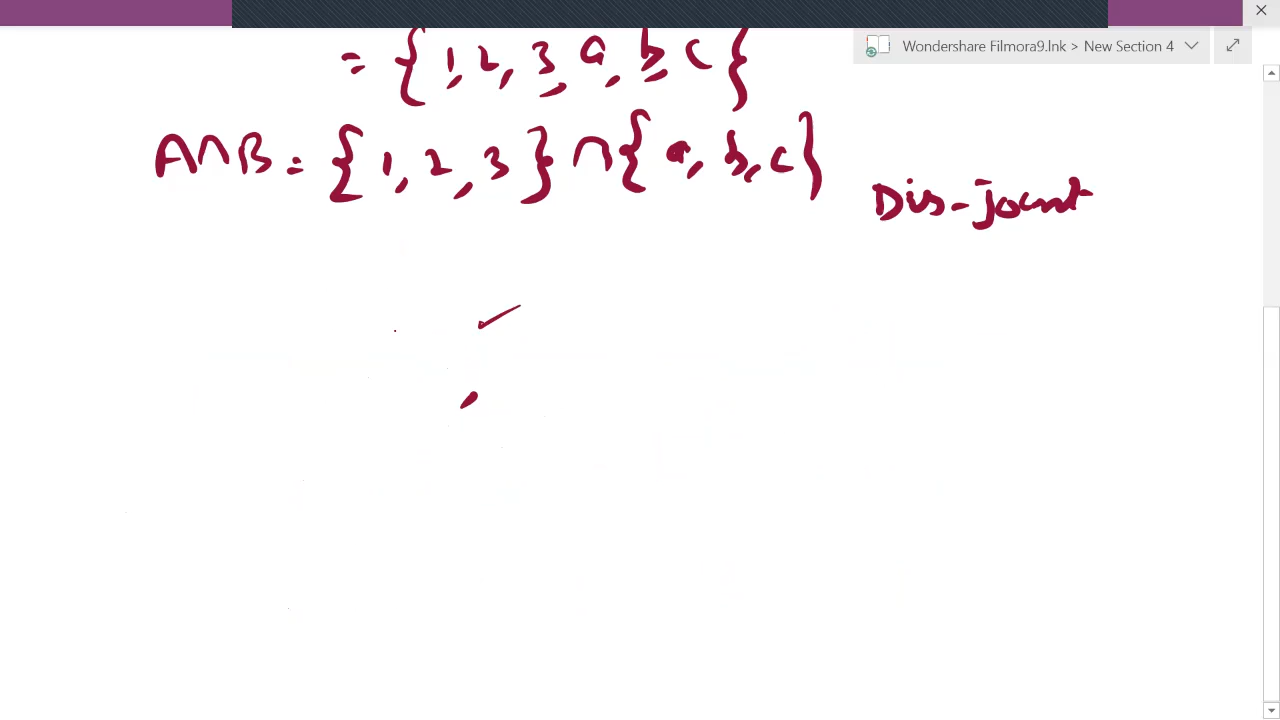 Wondershare Filmora9.lnk > New Section 4
= {1, 2, 3, a, b, c}
A∩B = {1, 2, 3} ∩ {a, b, c}
Dis-joint